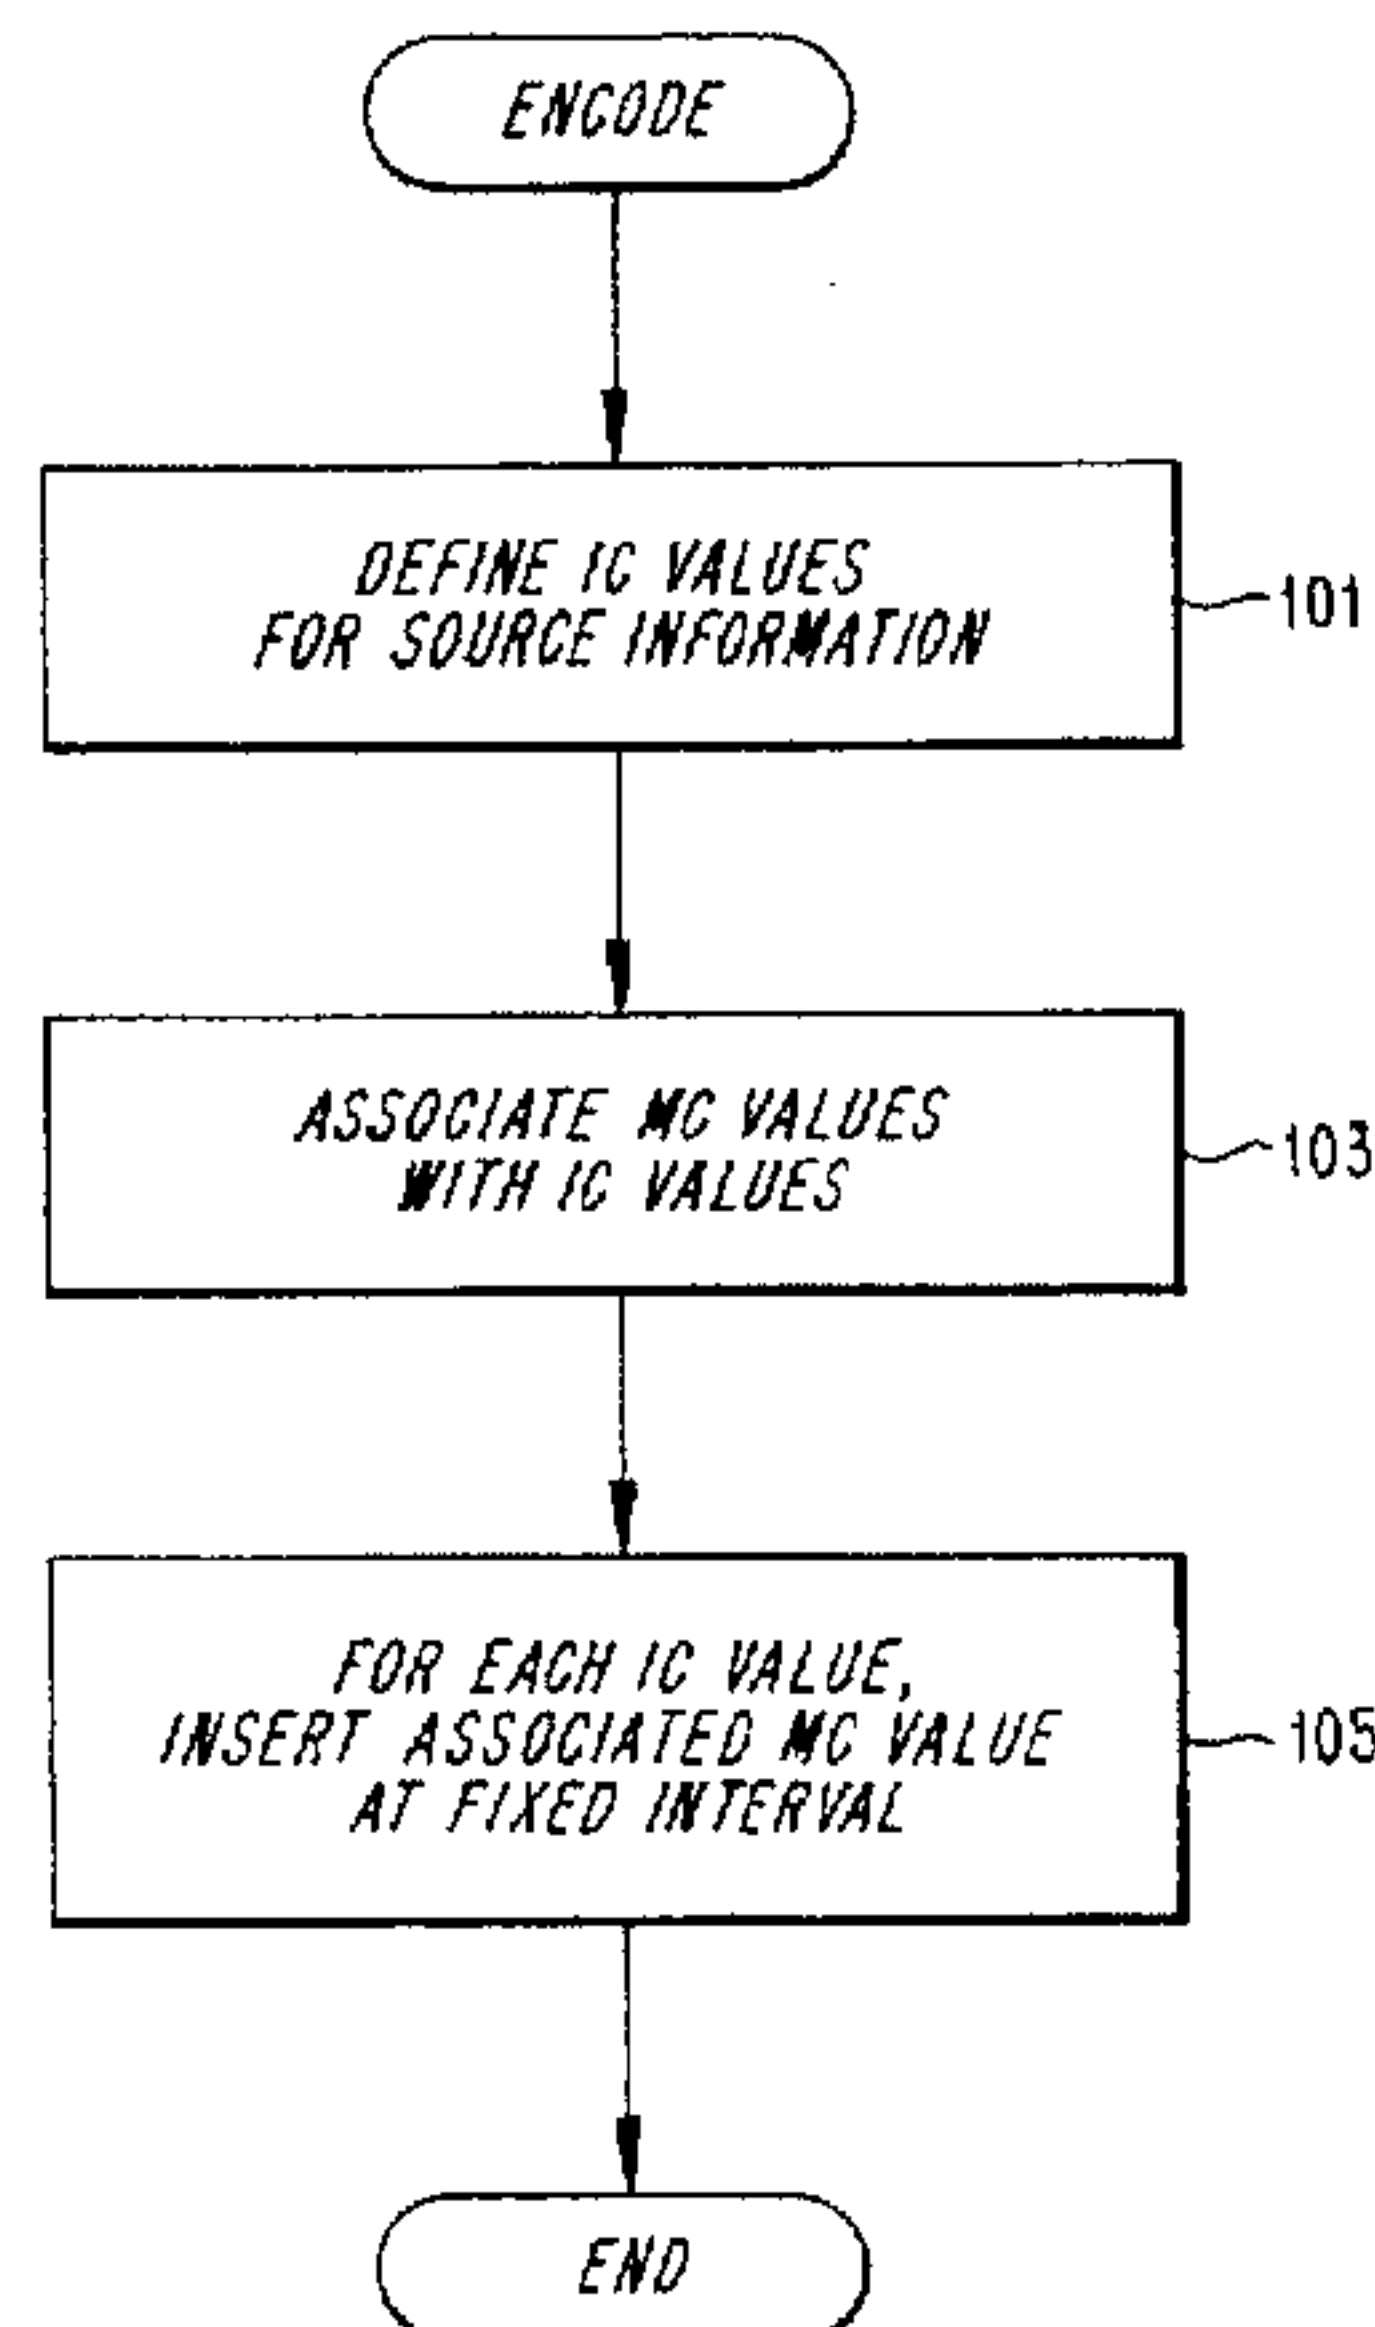 ENCODE
DEFINE IC VALUES
FOR SOURCE INFORMATION
101
ASSOCIATE MC VALUES
WITH IC VALUES
103
FOR EACH IC VALUE,
INSERT ASSOCIATED MC VALUE
AT FIXED INTERVAL
105
END